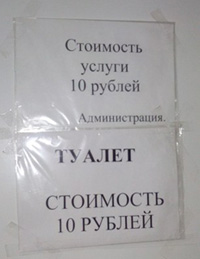 Стоимость
услуги
10 рублей
Администрация.
ТУАЛЕТ
СТОИМОСТЬ
10 РУБЛЕЙ